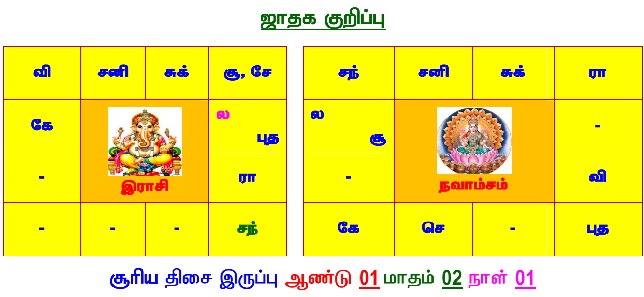 ஜாதக குறிப்பு
வி சனி சுக் சூ, சே சந் சனி சுக் ரா
கே ல புத ல சூ -
- இராசி ரா - நவாம்சம் வி
- - - சந் கே செ - புத
சூரிய திசை இருப்பு ஆண்டு 01 மாதம் 02 நாள் 01